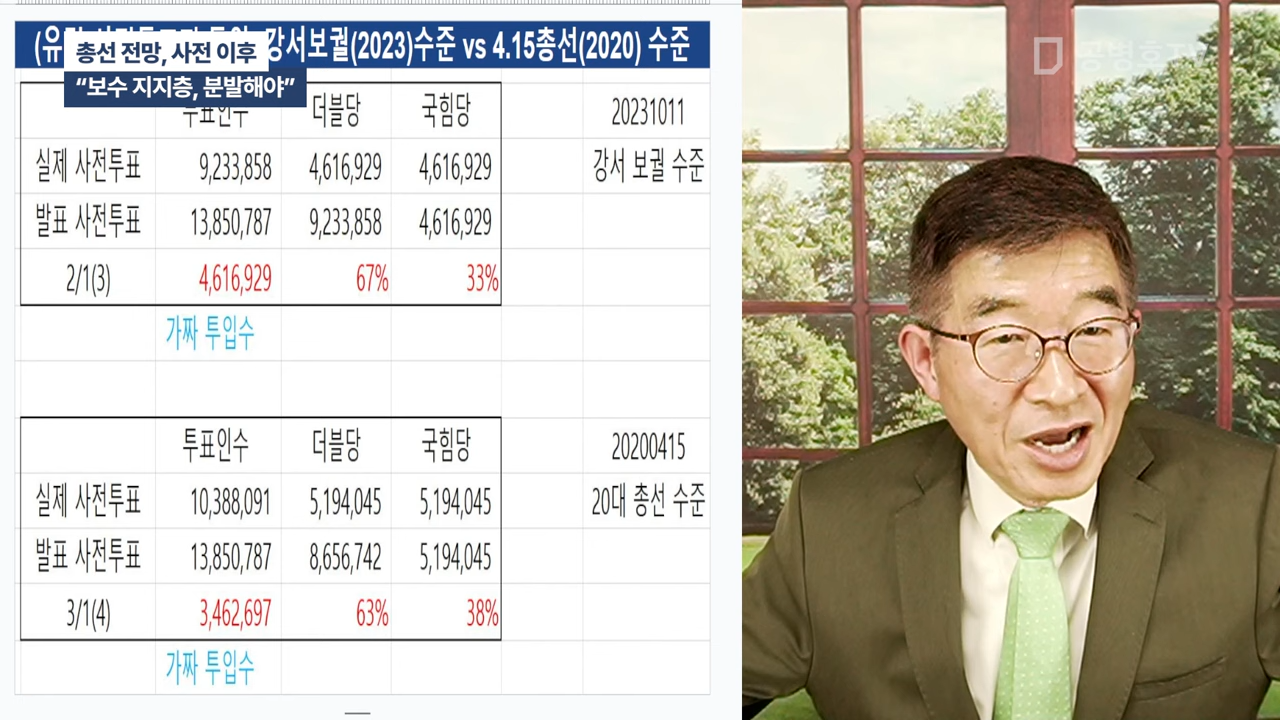 (유 강서보궐(2023)수준 vs 4.15총선(2020) 수준
총선 전망, 사전 이후
“보수 지지층, 분발해야”
공병호TV
투표인수 더블당 국힘당 20231011
실제 사전투표 9,233,858 4,616,929 4,616,929 강서 보궐 수준
발표 사전투표 13,850,787 9,233,858 4,616,929
2/1(3) 4,616,929 67% 33%
가짜 투입수
투표인수 더블당 국힘당 20200415
실제 사전투표 10,388,091 5,194,045 5,194,045 20대 총선 수준
발표 사전투표 13,850,787 8,656,742 5,194,045
3/1(4) 3,462,697 63% 38%
가짜 투입수